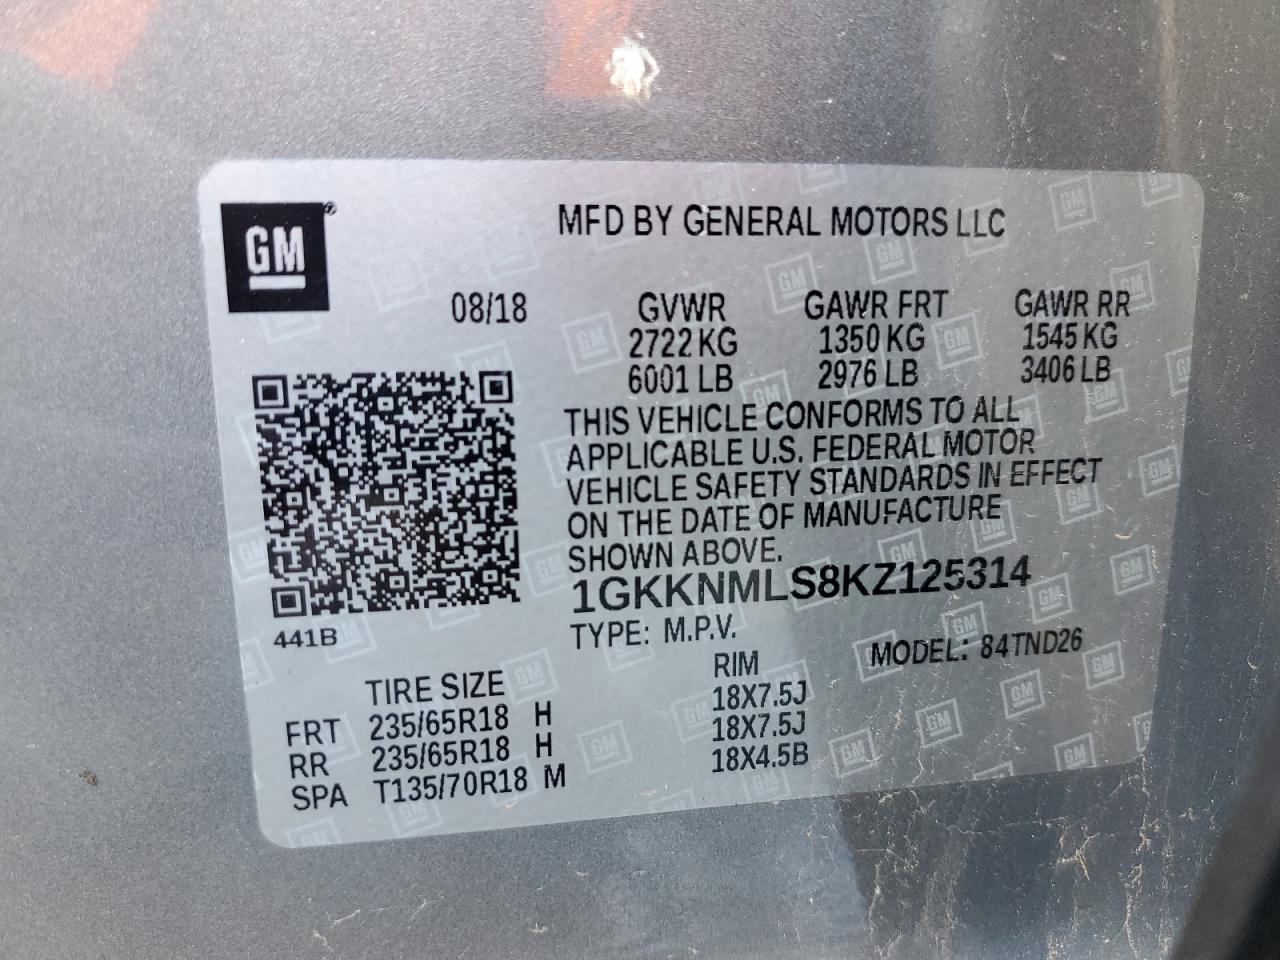 GM
MFD BY GENERAL MOTORS LLC
08/18
GVWR GAWR FRT GAWR RR
2722 KG 1350 KG 1545 KG
6001 LB 2976 LB 3406 LB
THIS VEHICLE CONFORMS TO ALL
APPLICABLE U.S. FEDERAL MOTOR
VEHICLE SAFETY STANDARDS IN EFFECT
ON THE DATE OF MANUFACTURE
SHOWN ABOVE.
1GKKNMLS8KZ125314
441B
TYPE: M.P.V. MODEL: 84TND26
TIRE SIZE RIM
FRT 235/65R18 H 18X7.5J
RR 235/65R18 H 18X7.5J
SPA T135/70R18 M 18X4.5B